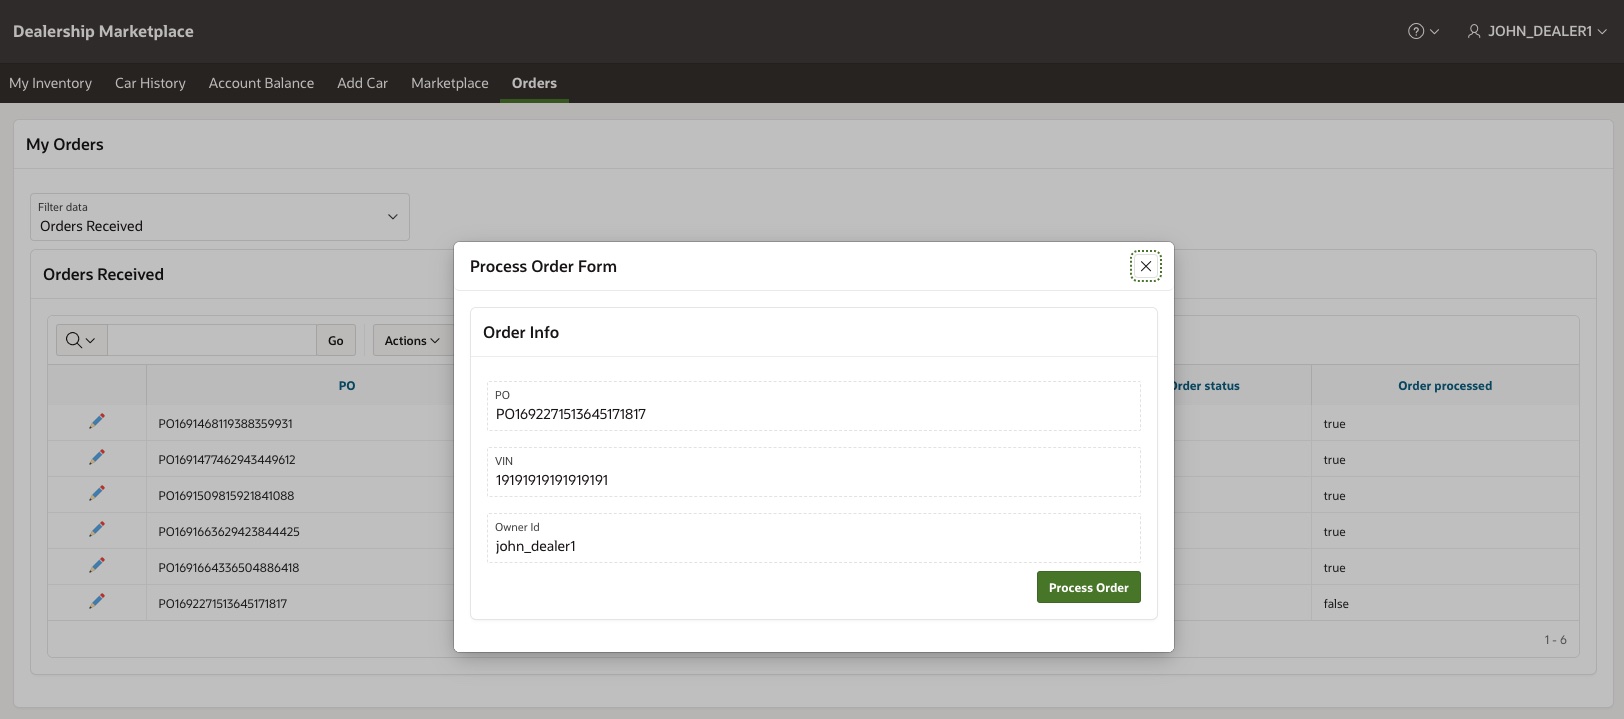 Dealership Marketplace
JOHN_DEALER1
My Inventory Car History Account Balance Add Car Marketplace Orders
My Orders
Filter data
Orders Received
Orders Received
Go Actions
PO Order status Order processed
PO1691468119388359931 true
PO1691477462943449612 true
PO1691509815921841088 true
PO1691663629423844425 true
PO1691664336504886418 true
PO1692271513645171817 false
1 - 6
Process Order Form
Order Info
PO
PO1692271513645171817
VIN
19191919191919191
Owner Id
john_dealer1
Process Order